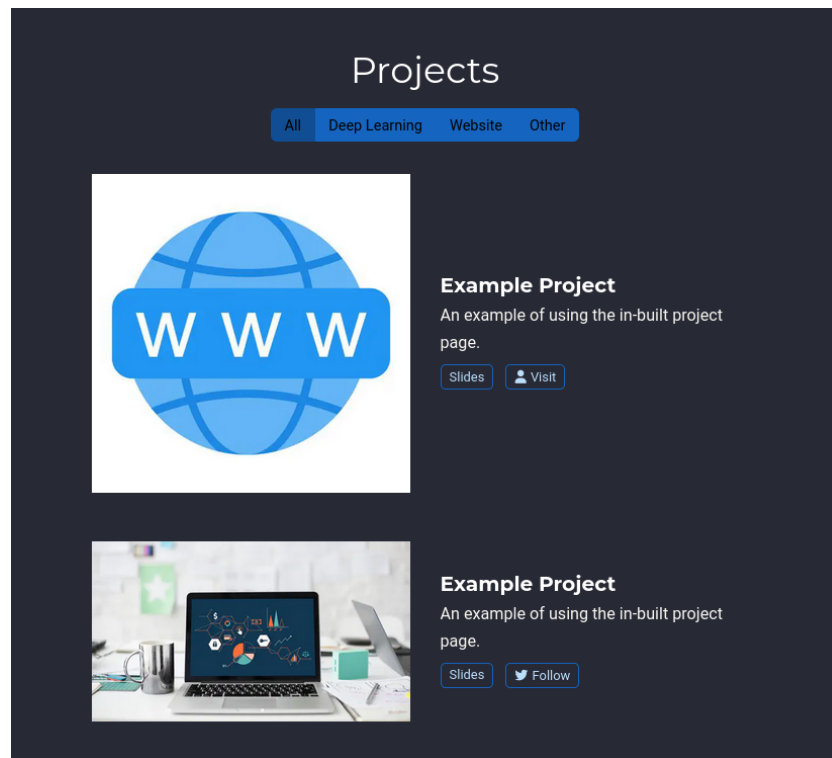 Projects
All Deep Learning Website Other
WWW
Example Project
An example of using the in-built project
page.
Slides Visit
Example Project
An example of using the in-built project
page.
Slides Follow